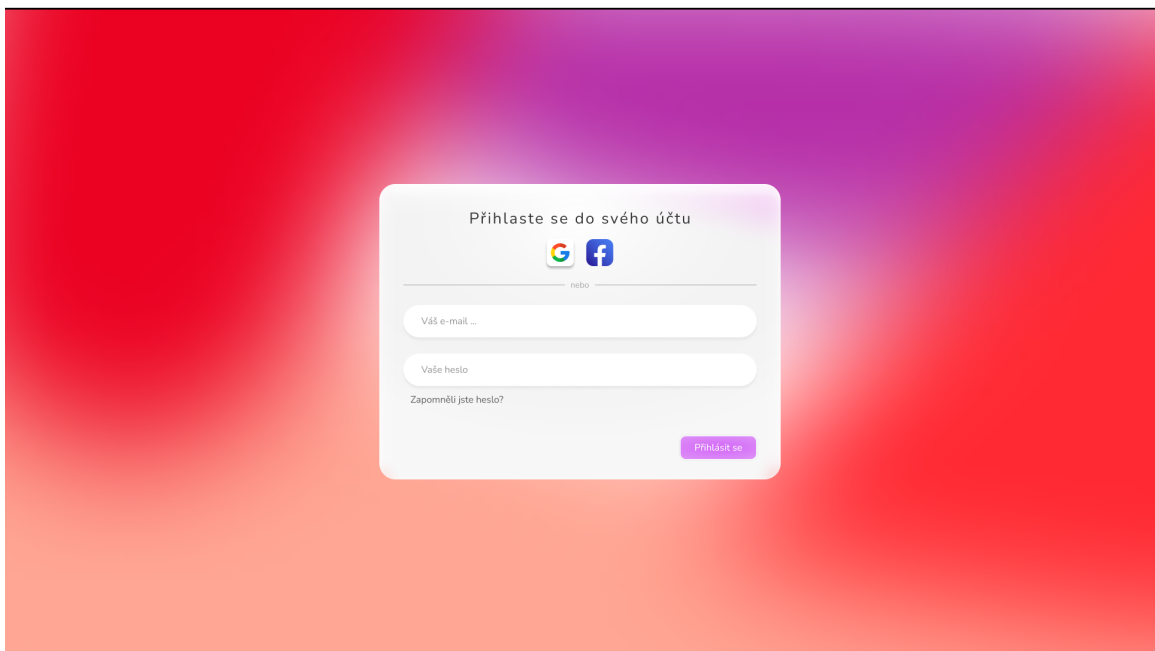 Přihlaste se do svého účtu
nebo
Váš e-mail ...
Vaše heslo
Zapomněli jste heslo?
Přihlásit se